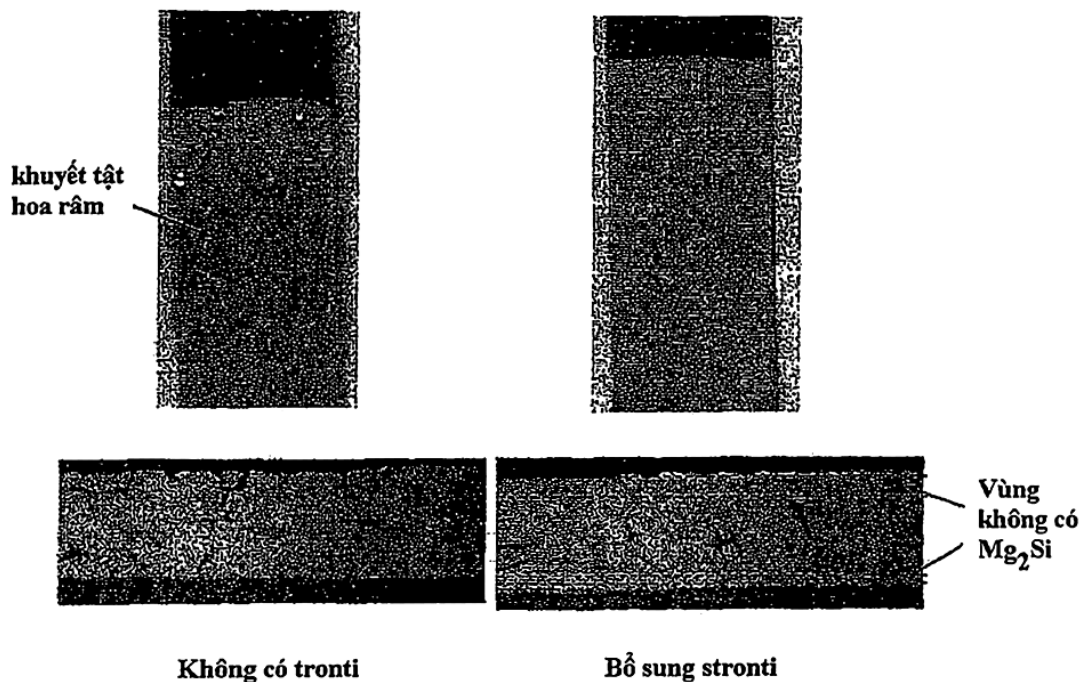 khuyết tật
hoa râm
Vùng
không có
Mg₂Si
Không có tronti
Bổ sung stronti